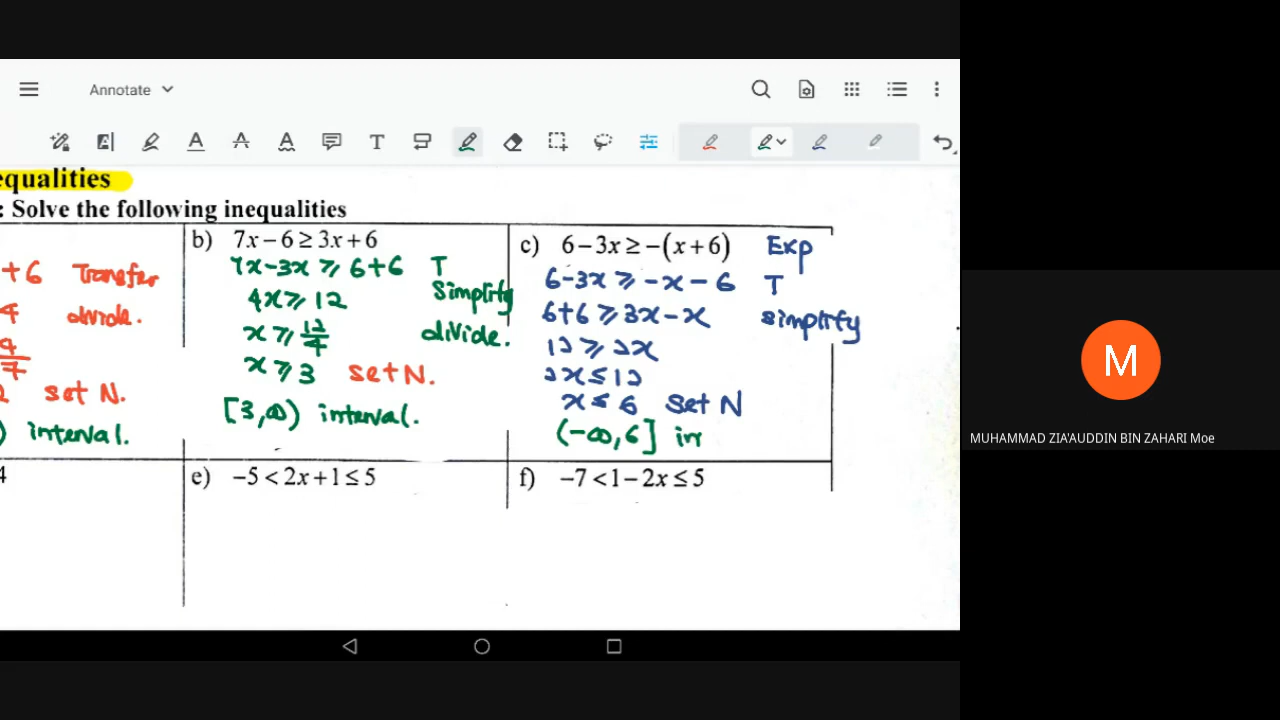 Annotate
equalities
: Solve the following inequalities
+6 Transfer
4 divide.
4
7
2 set N.
) interval.
b) 7x−6≥3x+6
7x-3x ⩾ 6+6 T
4x ⩾ 12 Simplify
x ⩾ 12/4 divide.
x ⩾ 3 set N.
[3,∞) interval.
c) 6−3x≥−(x+6) Exp
6-3x ⩾ -x-6 T
6+6 ⩾ 3x-x simplify
12 ⩾ 2x
2x ≤ 12
x ≤ 6 Set N
(-∞,6] in
4
e) −5<2x+1≤5
f) −7<1−2x≤5
M
MUHAMMAD ZIA'AUDDIN BIN ZAHARI Moe